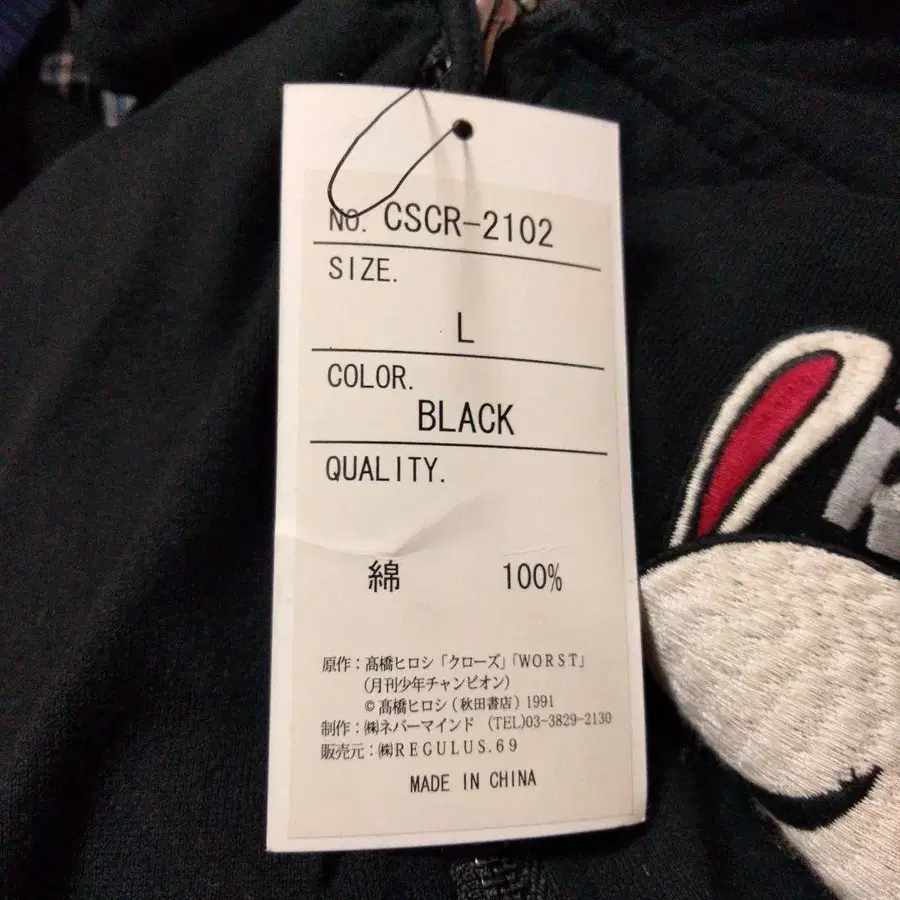 NO. CSCR-2102
SIZE.
L
COLOR.
BLACK
QUALITY.
綿 100%
原作：髙橋ヒロシ「クローズ」「WORST」
(月刊少年チャンピオン)
© 髙橋ヒロシ(秋田書店) 1991
制作：㈱ネバーマインド (TEL)03-3829-2130
販売元：㈱REGULUS.69
MADE IN CHINA